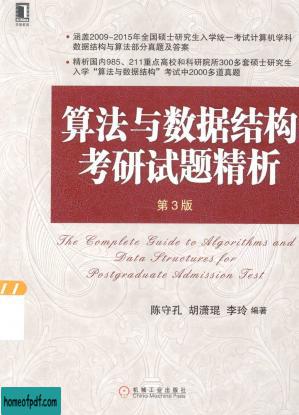 涵盖2009-2015年全国硕士研究生入学统一考试计算机学科
数据结构与算法部分真题及答案
精析国内985、211重点高校和科研院所300多套硕士研究生
入学“算法与数据结构”考试中2000多道真题
算法与数据结构
考研试题精析
第3版
The Complete Guide to Algorithms and
Data Structures for
Postgraduate Admission Test
陈守孔 胡潇琨 李玲 编著
机械工业出版社
homeofpdf.com